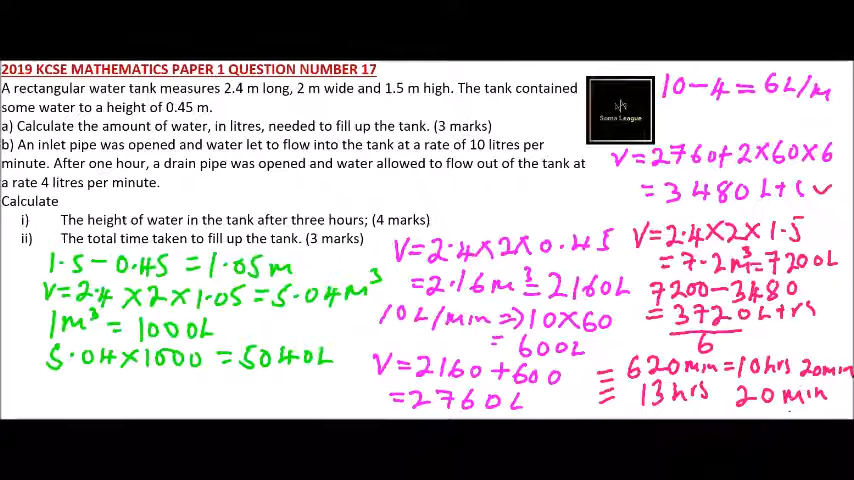 2019 KCSE MATHEMATICS PAPER 1 QUESTION NUMBER 17
A rectangular water tank measures 2.4 m long, 2 m wide and 1.5 m high. The tank contained
some water to a height of 0.45 m.
a) Calculate the amount of water, in litres, needed to fill up the tank. (3 marks)
b) An inlet pipe was opened and water let to flow into the tank at a rate of 10 litres per
minute. After one hour, a drain pipe was opened and water allowed to flow out of the tank at
a rate 4 litres per minute.
Calculate
i) The height of water in the tank after three hours; (4 marks)
ii) The total time taken to fill up the tank. (3 marks)
1.5 - 0.45 = 1.05m
V = 2.4 × 2 × 1.05 = 5.04m³
1m³ = 1000L
5.04 × 1000 = 5040L
V = 2.4 × 2 × 0.45
= 2.16m³ = 2160L
10L/min ⇒ 10 × 60
= 600L
V = 2160 + 600
= 2760L
Soma League
10 - 4 = 6L/m
V = 2760 + 2 × 60 × 6
= 3480 Lt
V = 2.4 × 2 × 1.5
= 7.2m³ = 7200L
7200 - 3480
= 3720Ltrs
6
= 620min = 10hrs 20min
= 13hrs 20min